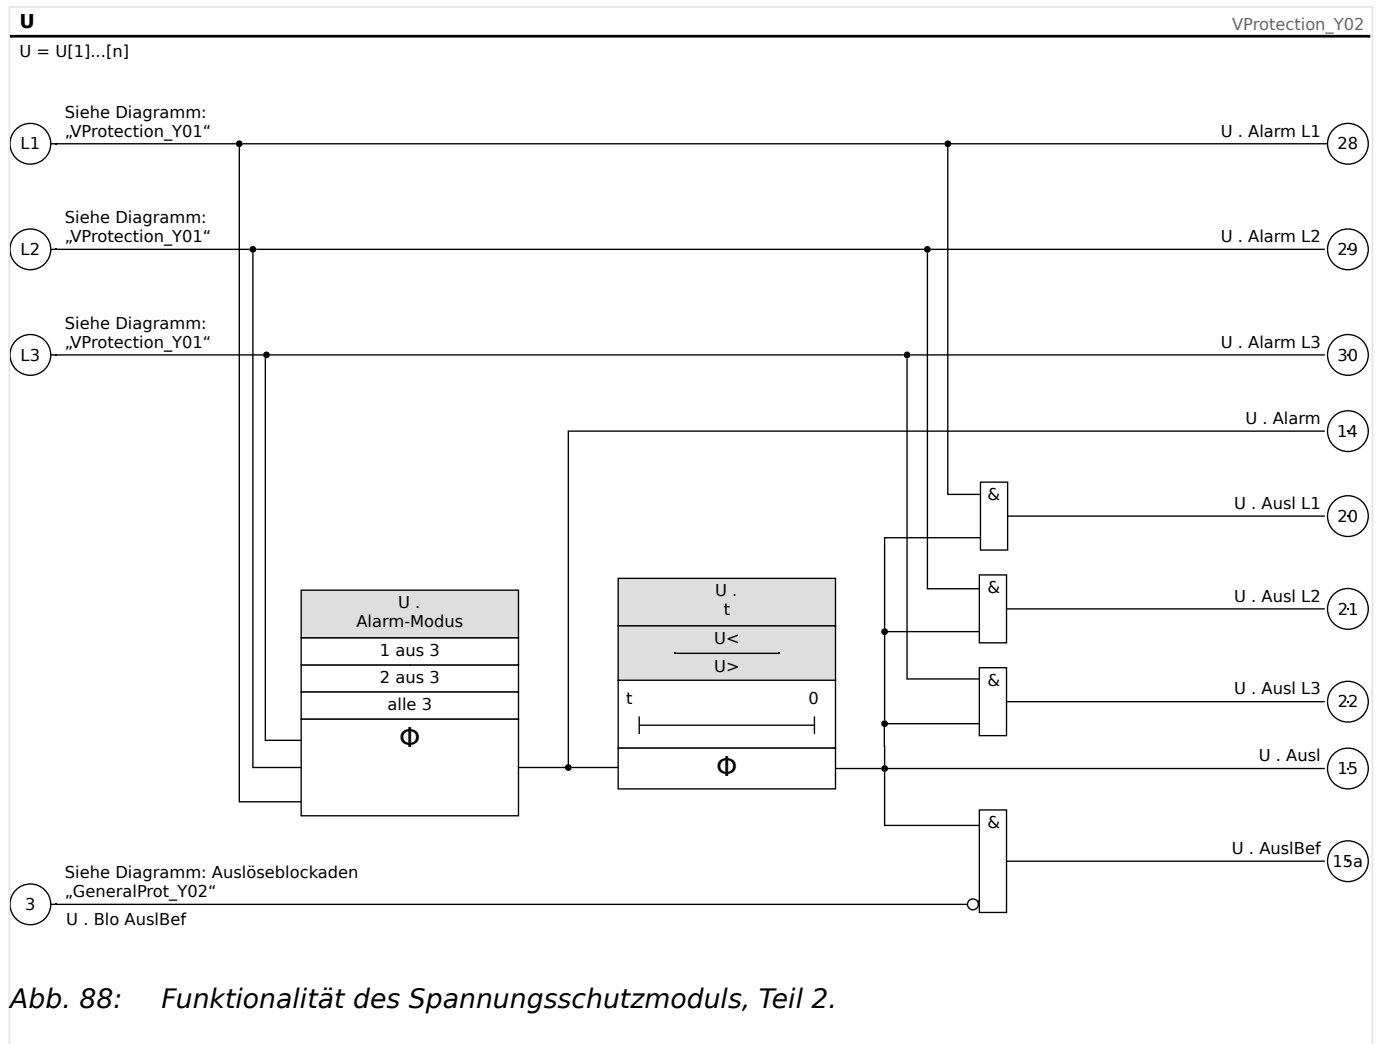 U
VProtection_Y02
U = U[1]...[n]
Siehe Diagramm:
„VProtection_Y01“
L1
U . Alarm L1
28
Siehe Diagramm:
„VProtection_Y01“
L2
U . Alarm L2
29
Siehe Diagramm:
„VProtection_Y01“
L3
U . Alarm L3
30
U . Alarm
14
&
U . Ausl L1
20
&
U . Ausl L2
21
&
U . Ausl L3
22
U .
Alarm-Modus
1 aus 3
2 aus 3
alle 3
Φ
U .
t
U<
U>
t 0
Φ
U . Ausl
15
&
U . AuslBef
15a
Siehe Diagramm: Auslöseblockaden
„GeneralProt_Y02“
3
U . Blo AuslBef
Abb. 88: Funktionalität des Spannungsschutzmoduls, Teil 2.